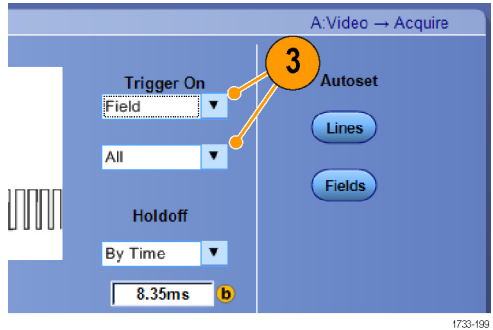 A:Video → Acquire
3
Trigger On
Autoset
Field
Lines
All
Fields
Holdoff
By Time
8.35ms b
1733-199